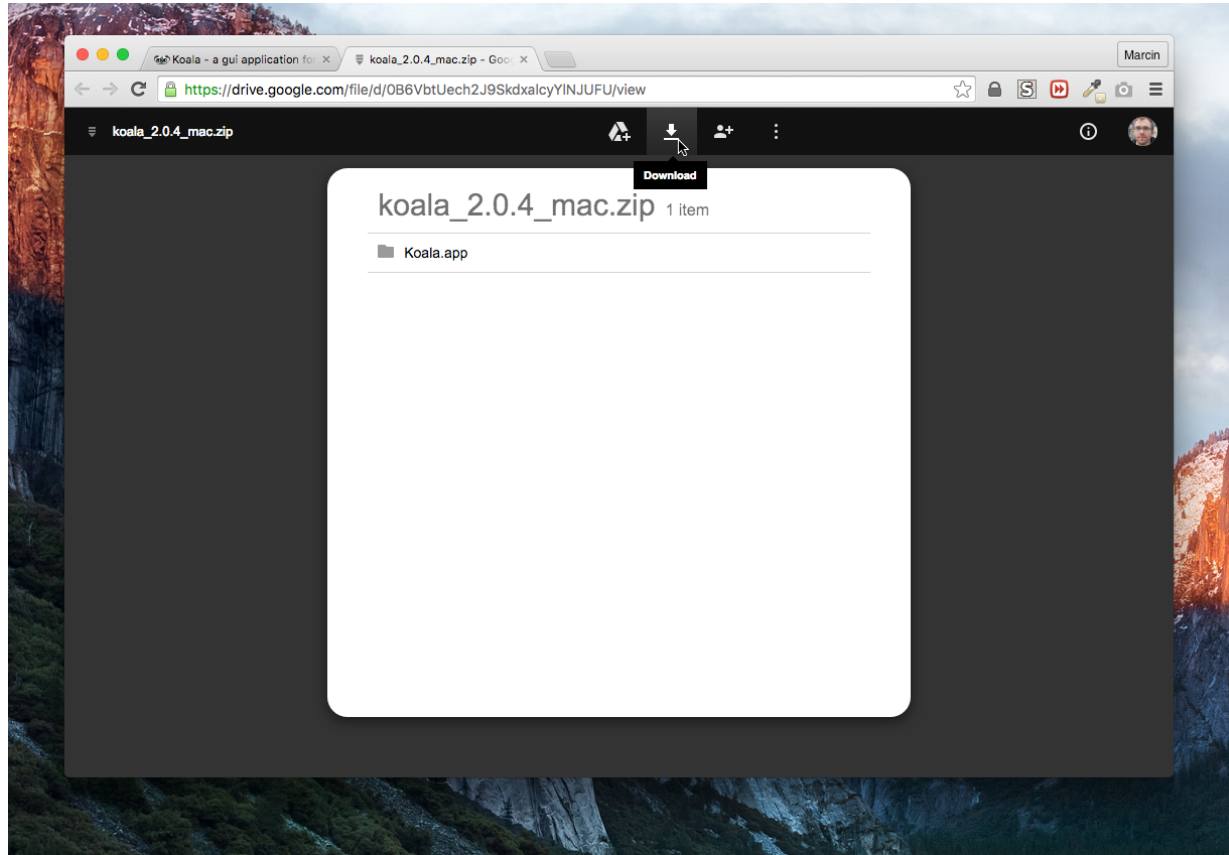 Koala - a gui application fo
koala_2.0.4_mac.zip - Goo
Marcin
https://drive.google.com/file/d/0B6VbtUech2J9SkdxalcyYlNJUFU/view
koala_2.0.4_mac.zip
Download
koala_2.0.4_mac.zip 1 item
Koala.app